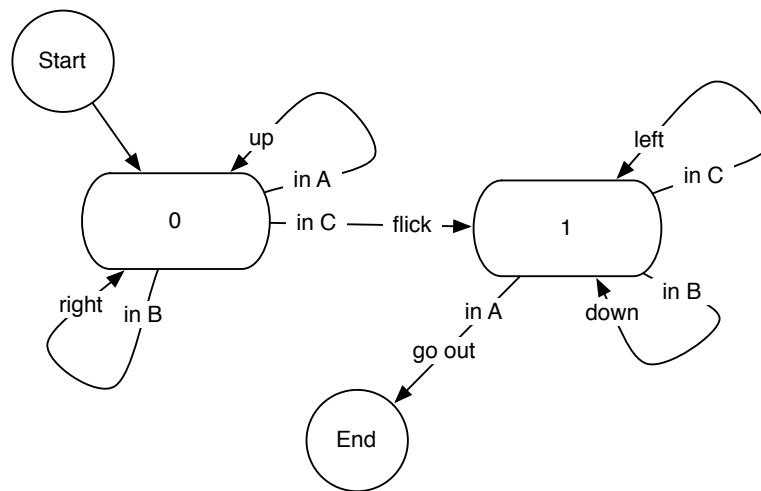 Start
up
left
in A
in C
0
in C
flick
1
right
in B
in A
in B
down
go out
End